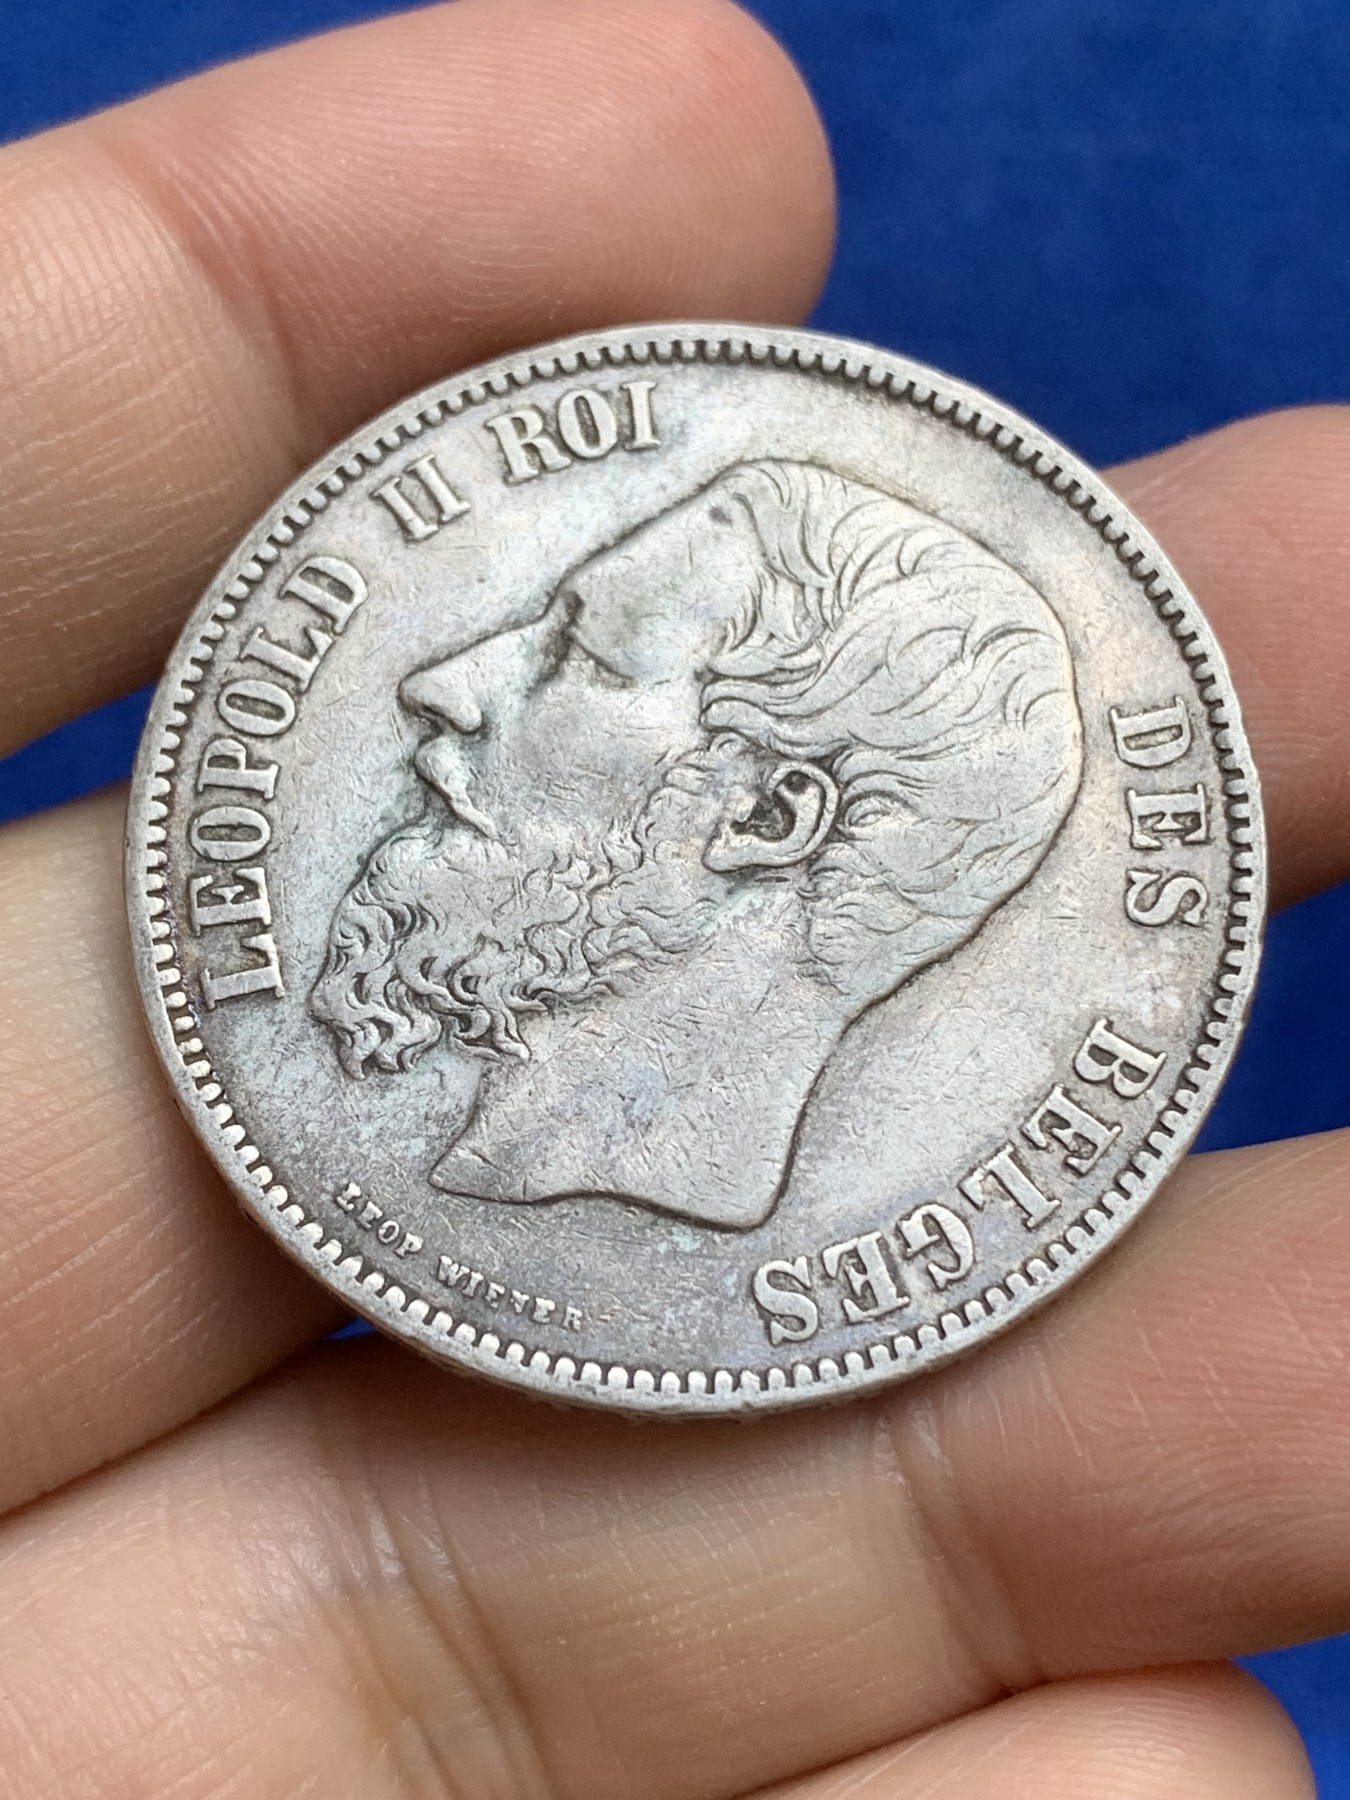 LEOPOLD II ROI DES BELGES
LEOP WIENER